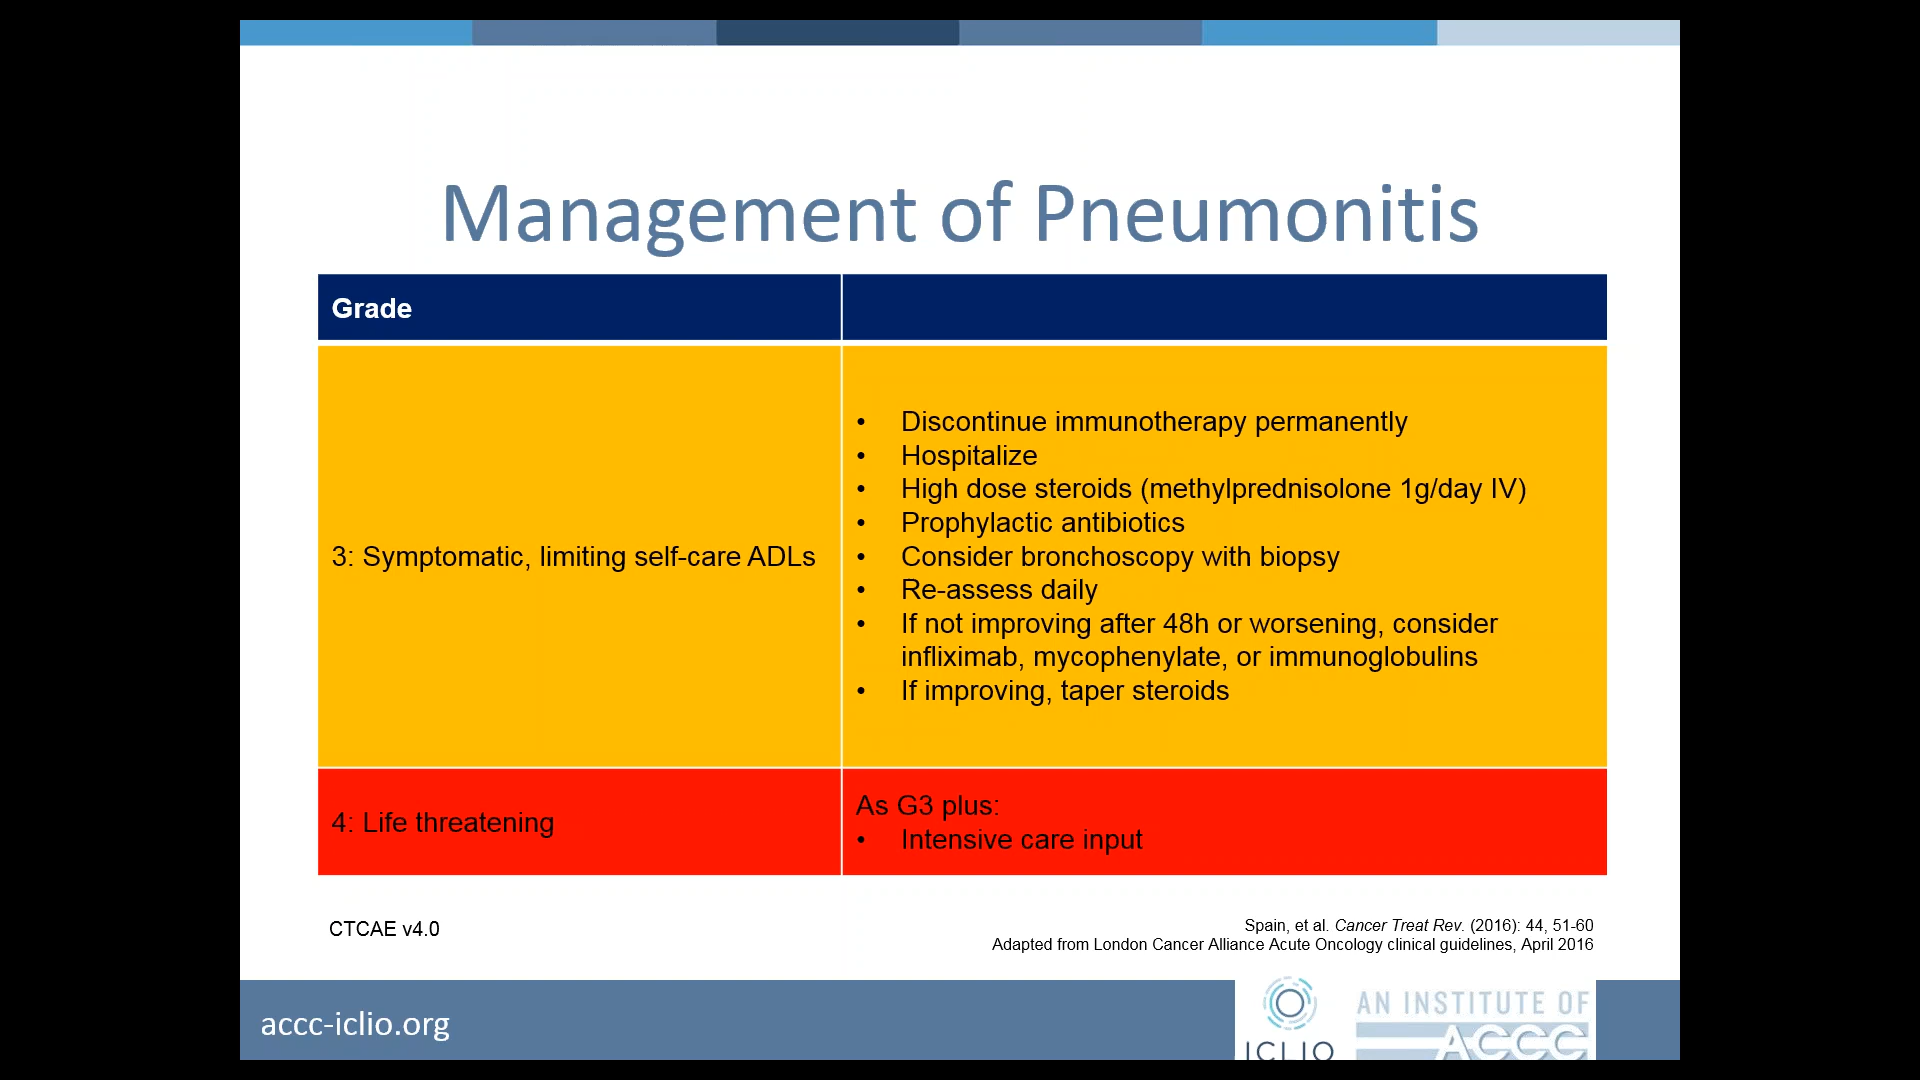 Management of Pneumonitis
Grade
3: Symptomatic, limiting self-care ADLs
• Discontinue immunotherapy permanently
• Hospitalize
• High dose steroids (methylprednisolone 1g/day IV)
• Prophylactic antibiotics
• Consider bronchoscopy with biopsy
• Re-assess daily
• If not improving after 48h or worsening, consider
infliximab, mycophenylate, or immunoglobulins
• If improving, taper steroids
4: Life threatening
As G3 plus:
• Intensive care input
CTCAE v4.0
Spain, et al. Cancer Treat Rev. (2016): 44, 51-60
Adapted from London Cancer Alliance Acute Oncology clinical guidelines, April 2016
accc-iclio.org
ICLIO
AN INSTITUTE OF
ACCC